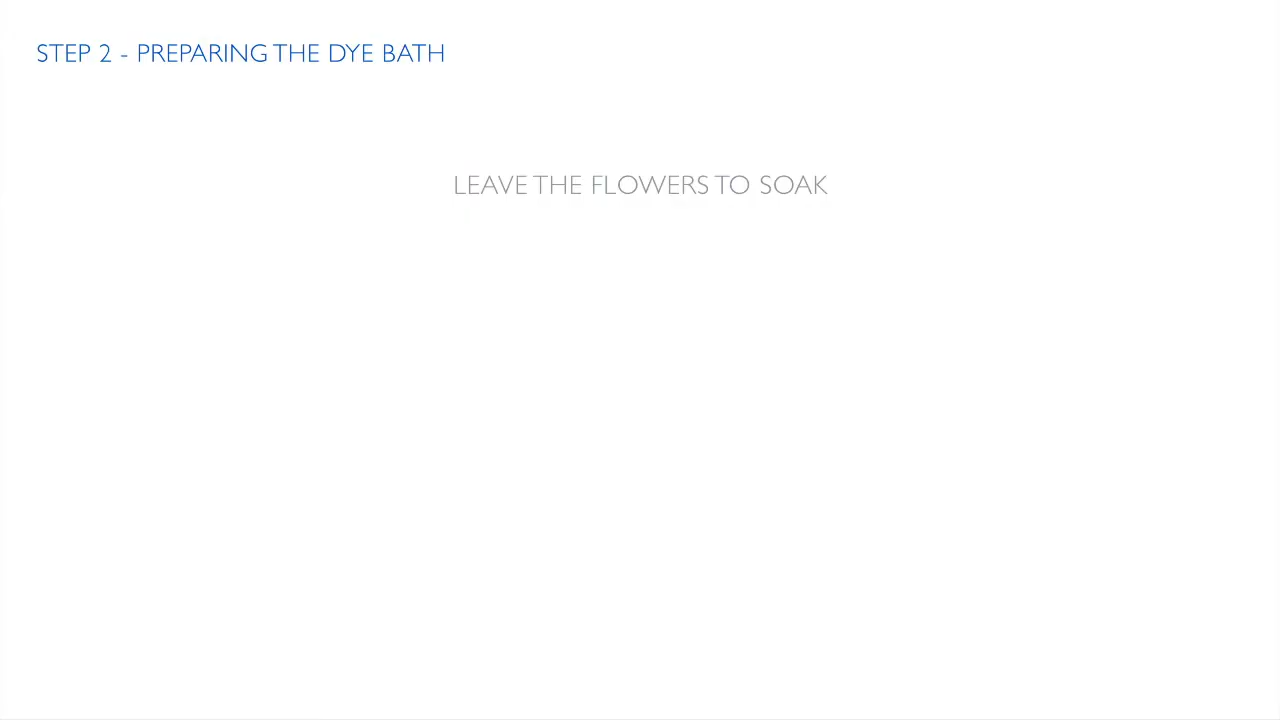 STEP 2 - PREPARING THE DYE BATH
LEAVE THE FLOWERS TO SOAK